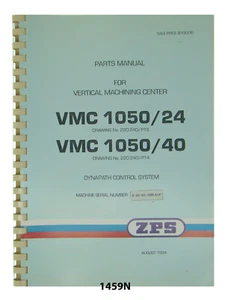 PARTS MANUAL
FOR
VERTICAL MACHINING CENTER
VMC 1050/24
VMC 1050/40
DYNAPATH CONTROL SYSTEM
MACHINE SERIAL NUMBER
ZPS
AUGUST
1459N